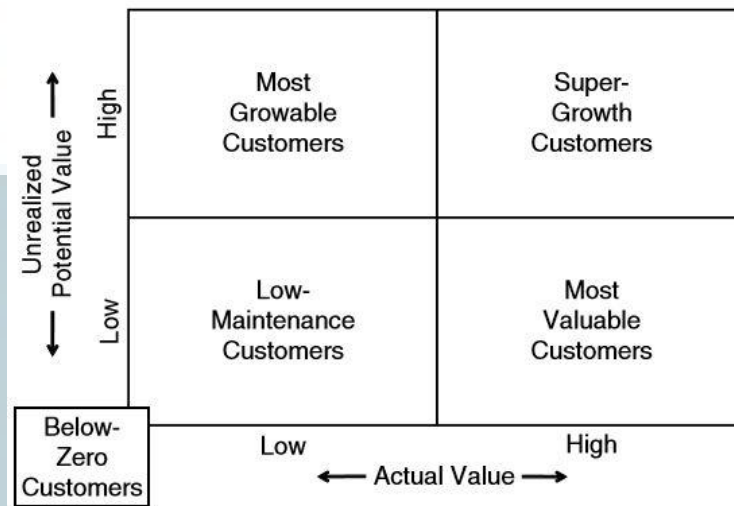 Unrealized
Potential Value
High
Low
Most
Growable
Customers
Super-
Growth
Customers
Low-
Maintenance
Customers
Most
Valuable
Customers
Below-
Zero
Customers
Low
High
Actual Value